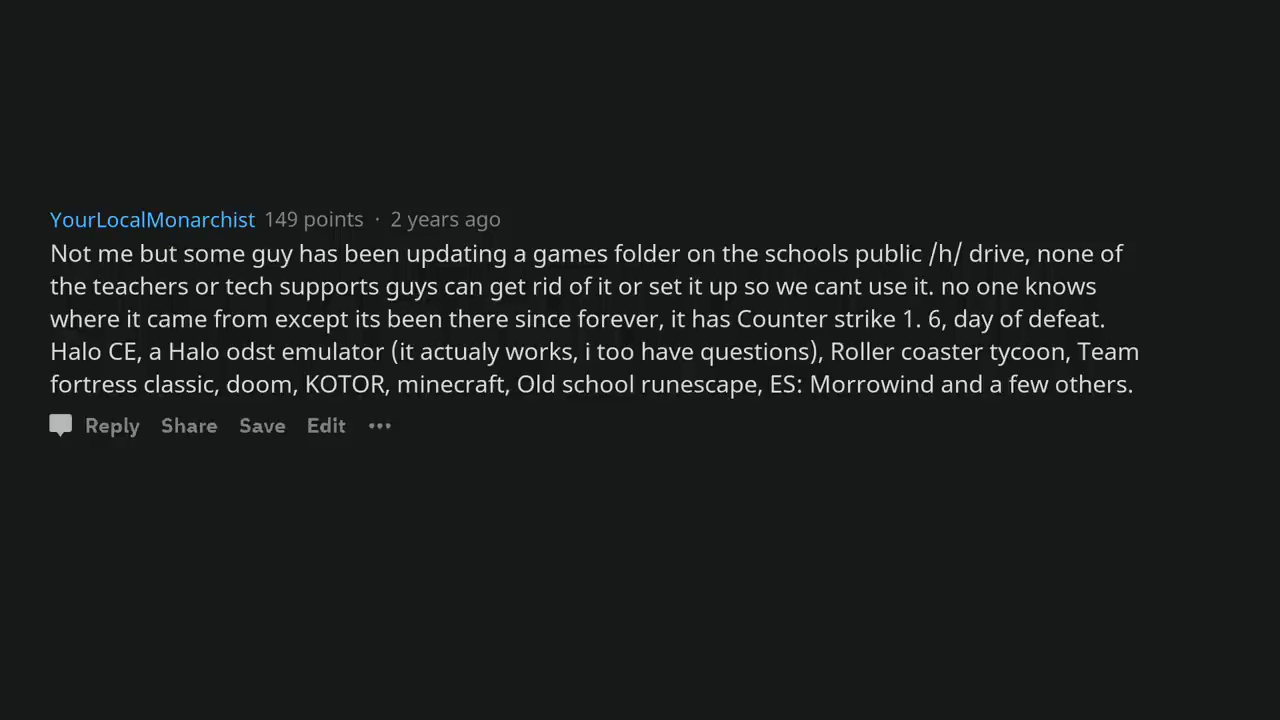 YourLocalMonarchist 149 points · 2 years ago
Not me but some guy has been updating a games folder on the schools public /h/ drive, none of
the teachers or tech supports guys can get rid of it or set it up so we cant use it. no one knows
where it came from except its been there since forever, it has Counter strike 1. 6, day of defeat.
Halo CE, a Halo odst emulator (it actualy works, i too have questions), Roller coaster tycoon, Team
fortress classic, doom, KOTOR, minecraft, Old school runescape, ES: Morrowind and a few others.
Reply Share Save Edit •••